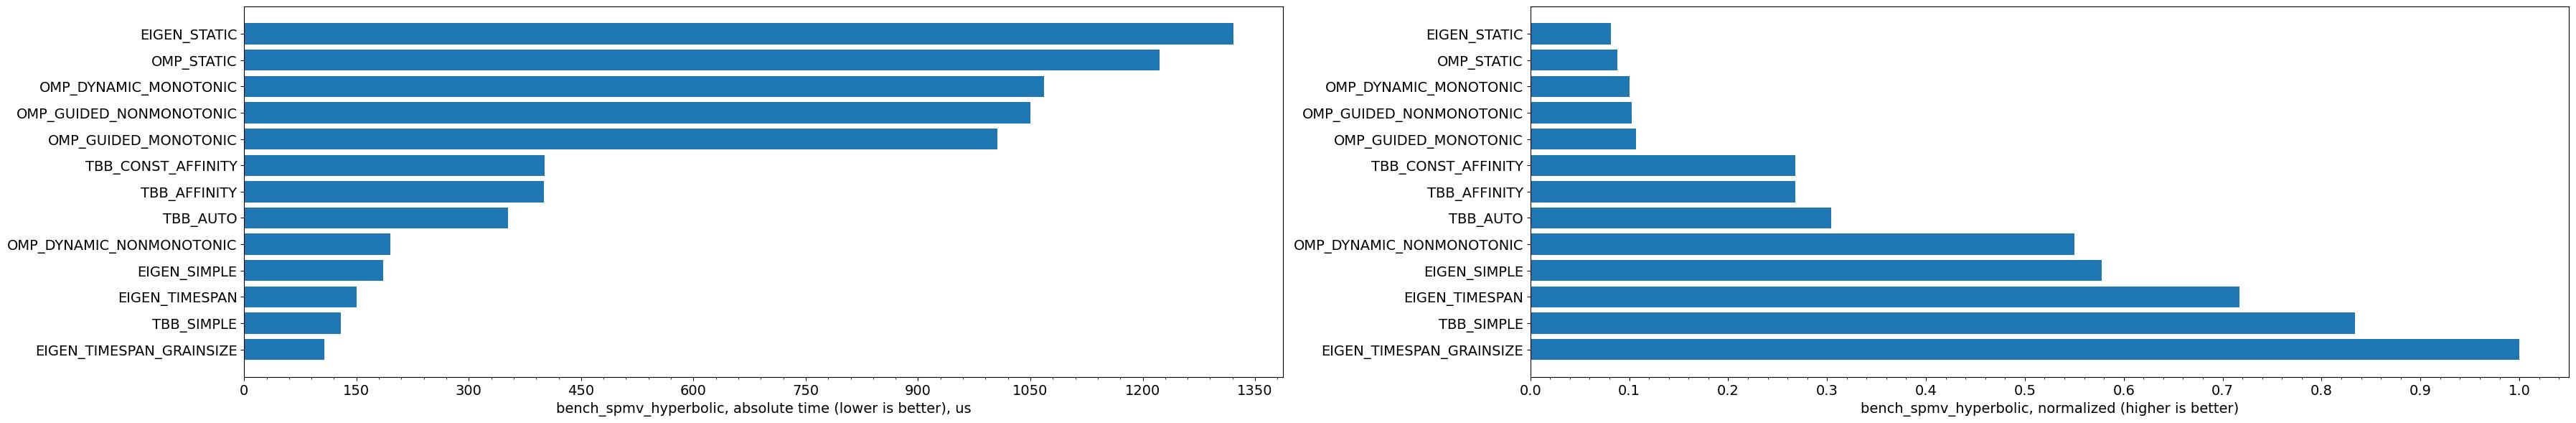 EIGEN_STATIC
OMP_STATIC
OMP_DYNAMIC_MONOTONIC
OMP_GUIDED_NONMONOTONIC
OMP_GUIDED_MONOTONIC
TBB_CONST_AFFINITY
TBB_AFFINITY
TBB_AUTO
OMP_DYNAMIC_NONMONOTONIC
EIGEN_SIMPLE
EIGEN_TIMESPAN
TBB_SIMPLE
EIGEN_TIMESPAN_GRAINSIZE
0 150 300 450 600 750 900 1050 1200 1350
bench_spmv_hyperbolic, absolute time (lower is better), us
EIGEN_STATIC
OMP_STATIC
OMP_DYNAMIC_MONOTONIC
OMP_GUIDED_NONMONOTONIC
OMP_GUIDED_MONOTONIC
TBB_CONST_AFFINITY
TBB_AFFINITY
TBB_AUTO
OMP_DYNAMIC_NONMONOTONIC
EIGEN_SIMPLE
EIGEN_TIMESPAN
TBB_SIMPLE
EIGEN_TIMESPAN_GRAINSIZE
0.0 0.1 0.2 0.3 0.4 0.5 0.6 0.7 0.8 0.9 1.0
bench_spmv_hyperbolic, normalized (higher is better)